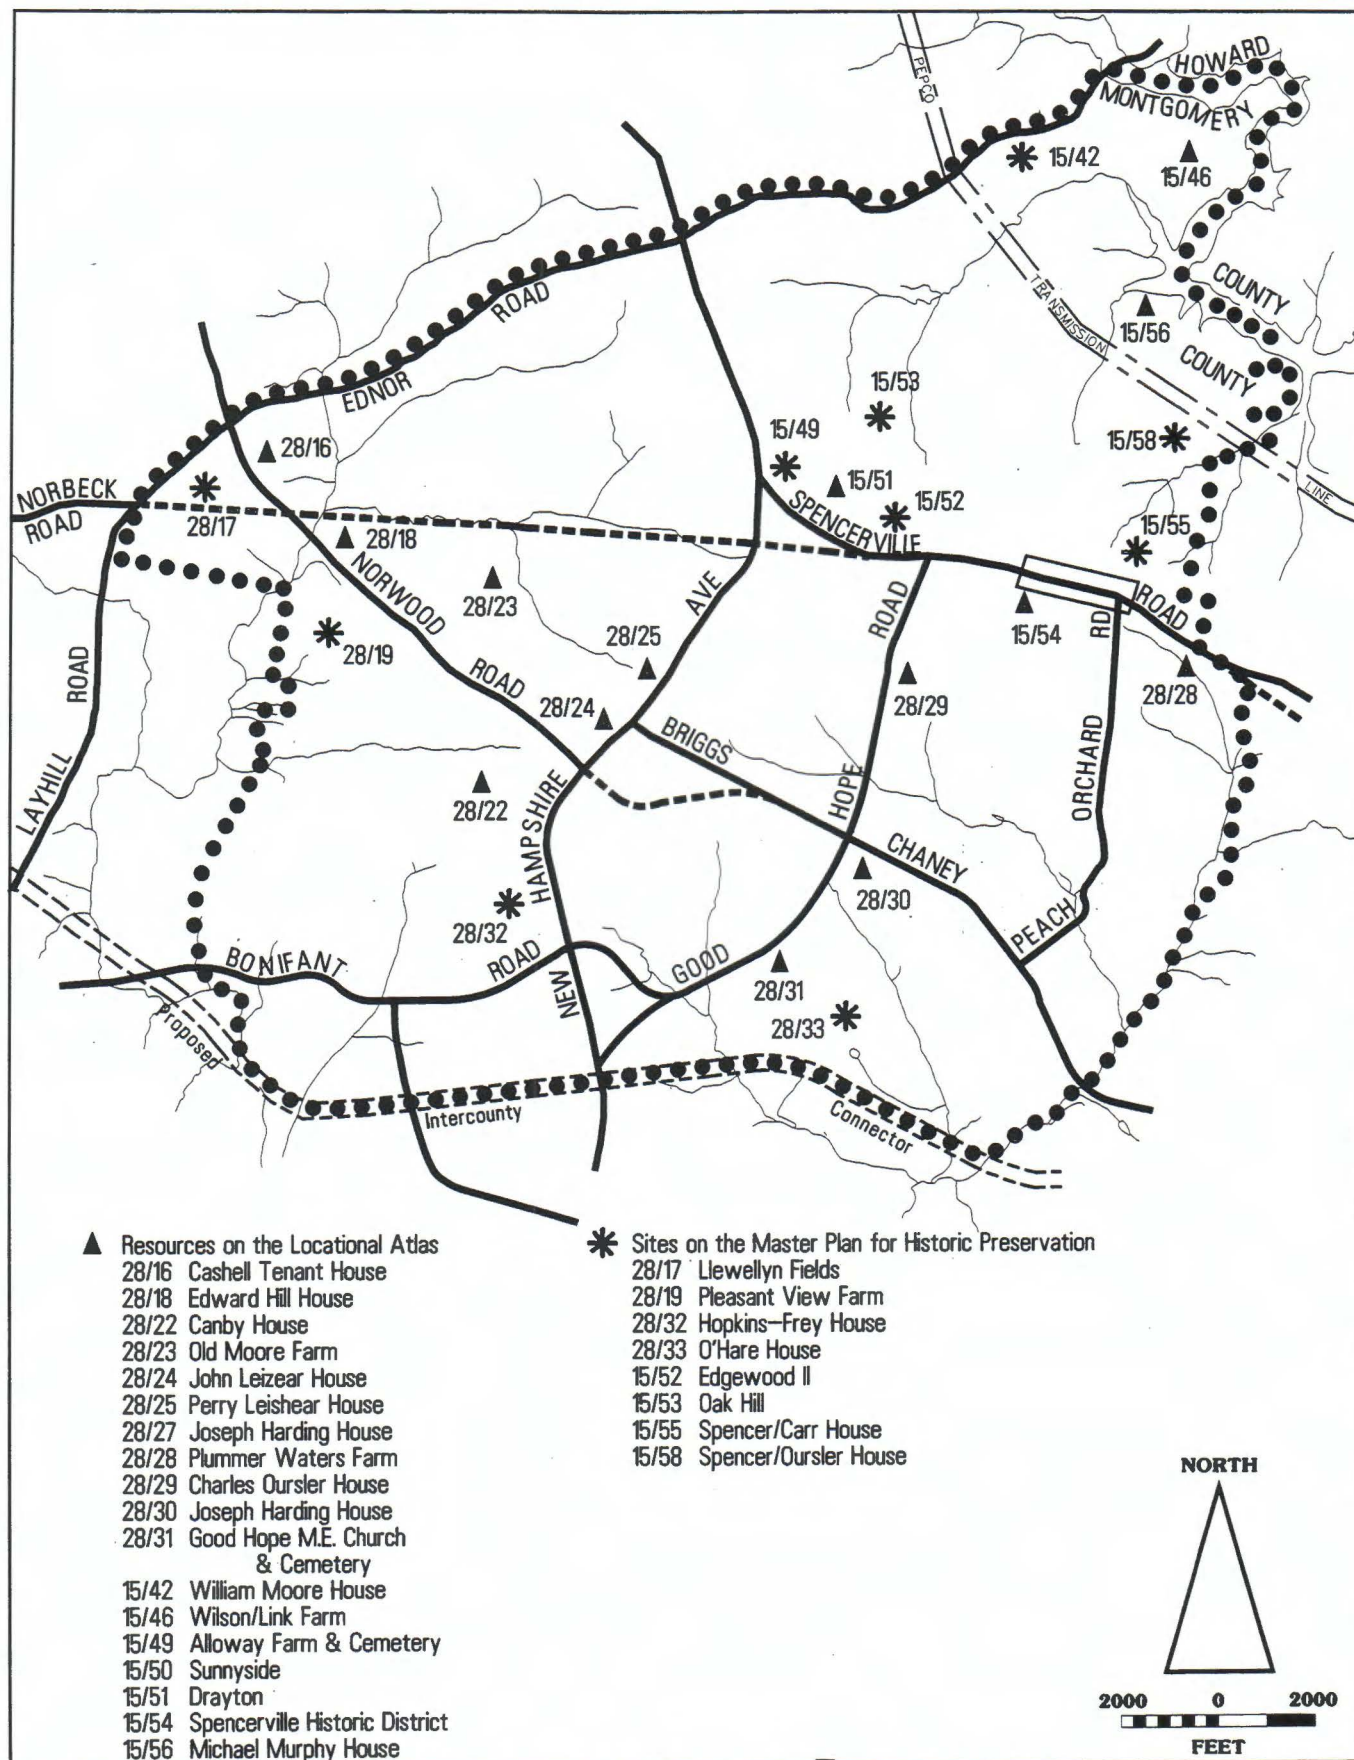 HOWARD
MONTGOMERY
PEPCO
15/42
15/46
COUNTY
TRANSMISSION
15/56
COUNTY
ROAD
EDNOR
15/53
15/49
28/16
15/58
15/51
NORBECK
ROAD
LINE
28/17
15/52
SPENCERVILLE
15/55
28/18
NORWOOD
AVE
ROAD
ROAD
28/23
RD
15/54
28/25
28/19
ROAD
ROAD
28/29
28/28
28/24
BRIGGS
ORCHARD
LAYHILL
HAMPSHIRE
HOPE
28/22
CHANEY
28/30
PEACH
28/32
ROAD
BONIFANT
GOOD
NEW
28/31
28/33
Proposed
Intercounty
Connector
Resources on the Locational Atlas
28/16 Cashell Tenant House
28/18 Edward Hill House
28/22 Canby House
28/23 Old Moore Farm
28/24 John Leizear House
28/25 Perry Leishear House
28/27 Joseph Harding House
28/28 Plummer Waters Farm
28/29 Charles Oursler House
28/30 Joseph Harding House
28/31 Good Hope M.E. Church
& Cemetery
15/42 William Moore House
15/46 Wilson/Link Farm
15/49 Alloway Farm & Cemetery
15/50 Sunnyside
15/51 Drayton
15/54 Spencerville Historic District
15/56 Michael Murphy House
Sites on the Master Plan for Historic Preservation
28/17 Llewellyn Fields
28/19 Pleasant View Farm
28/32 Hopkins-Frey House
28/33 O'Hare House
15/52 Edgewood II
15/53 Oak Hill
15/55 Spencer/Carr House
15/58 Spencer/Oursler House
NORTH
2000 0 2000
FEET